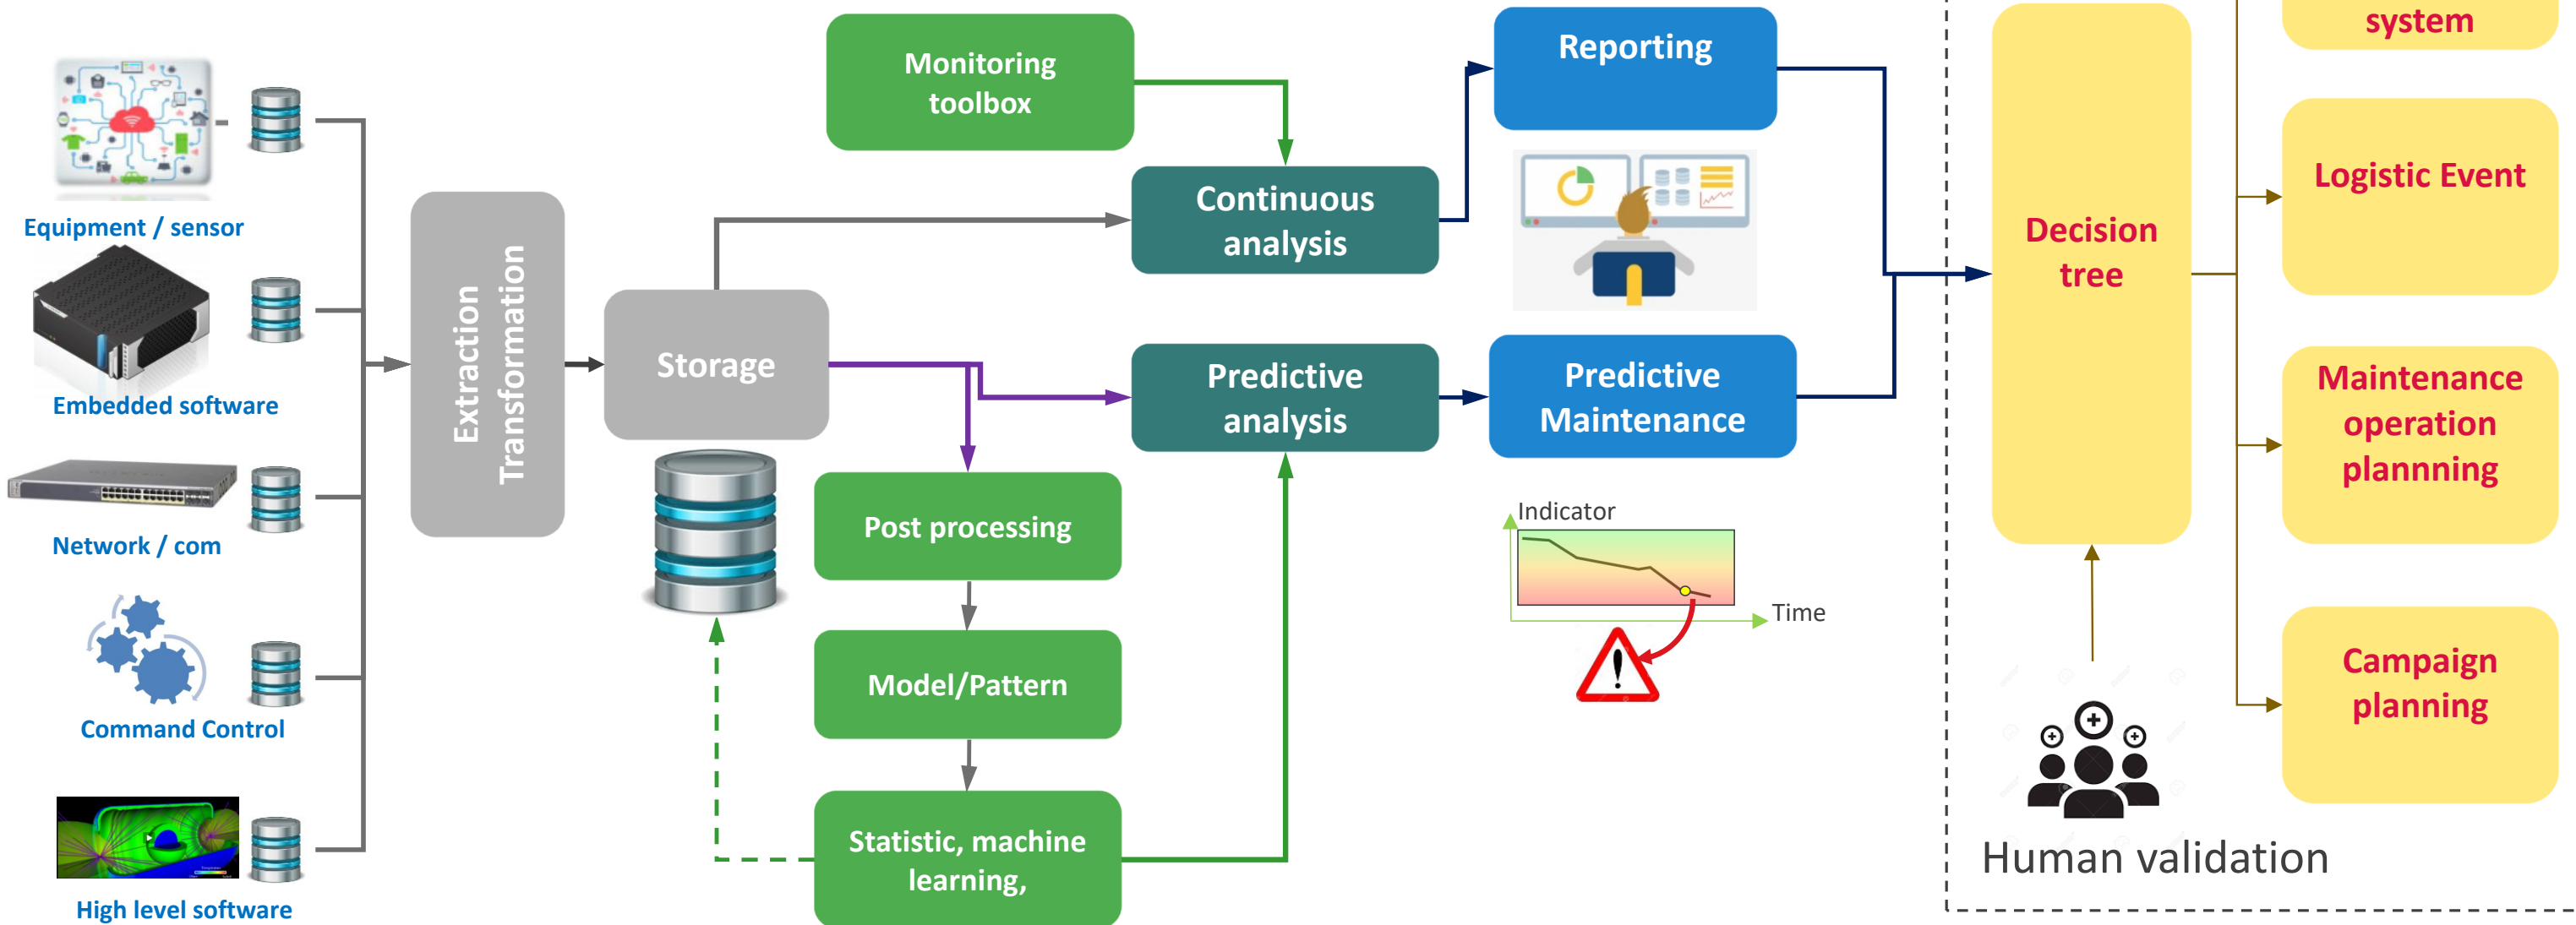 Equipment / sensor
Embedded software
Network / com
Command Control
High level software
Extraction
Transformation
Storage
Monitoring
toolbox
Continuous
analysis
Predictive
analysis
Post processing
Model/Pattern
Statistic, machine
learning,
Reporting
Predictive
Maintenance
Indicator
Time
Decision
tree
Human validation
system
Logistic Event
Maintenance
operation
plannning
Campaign
planning